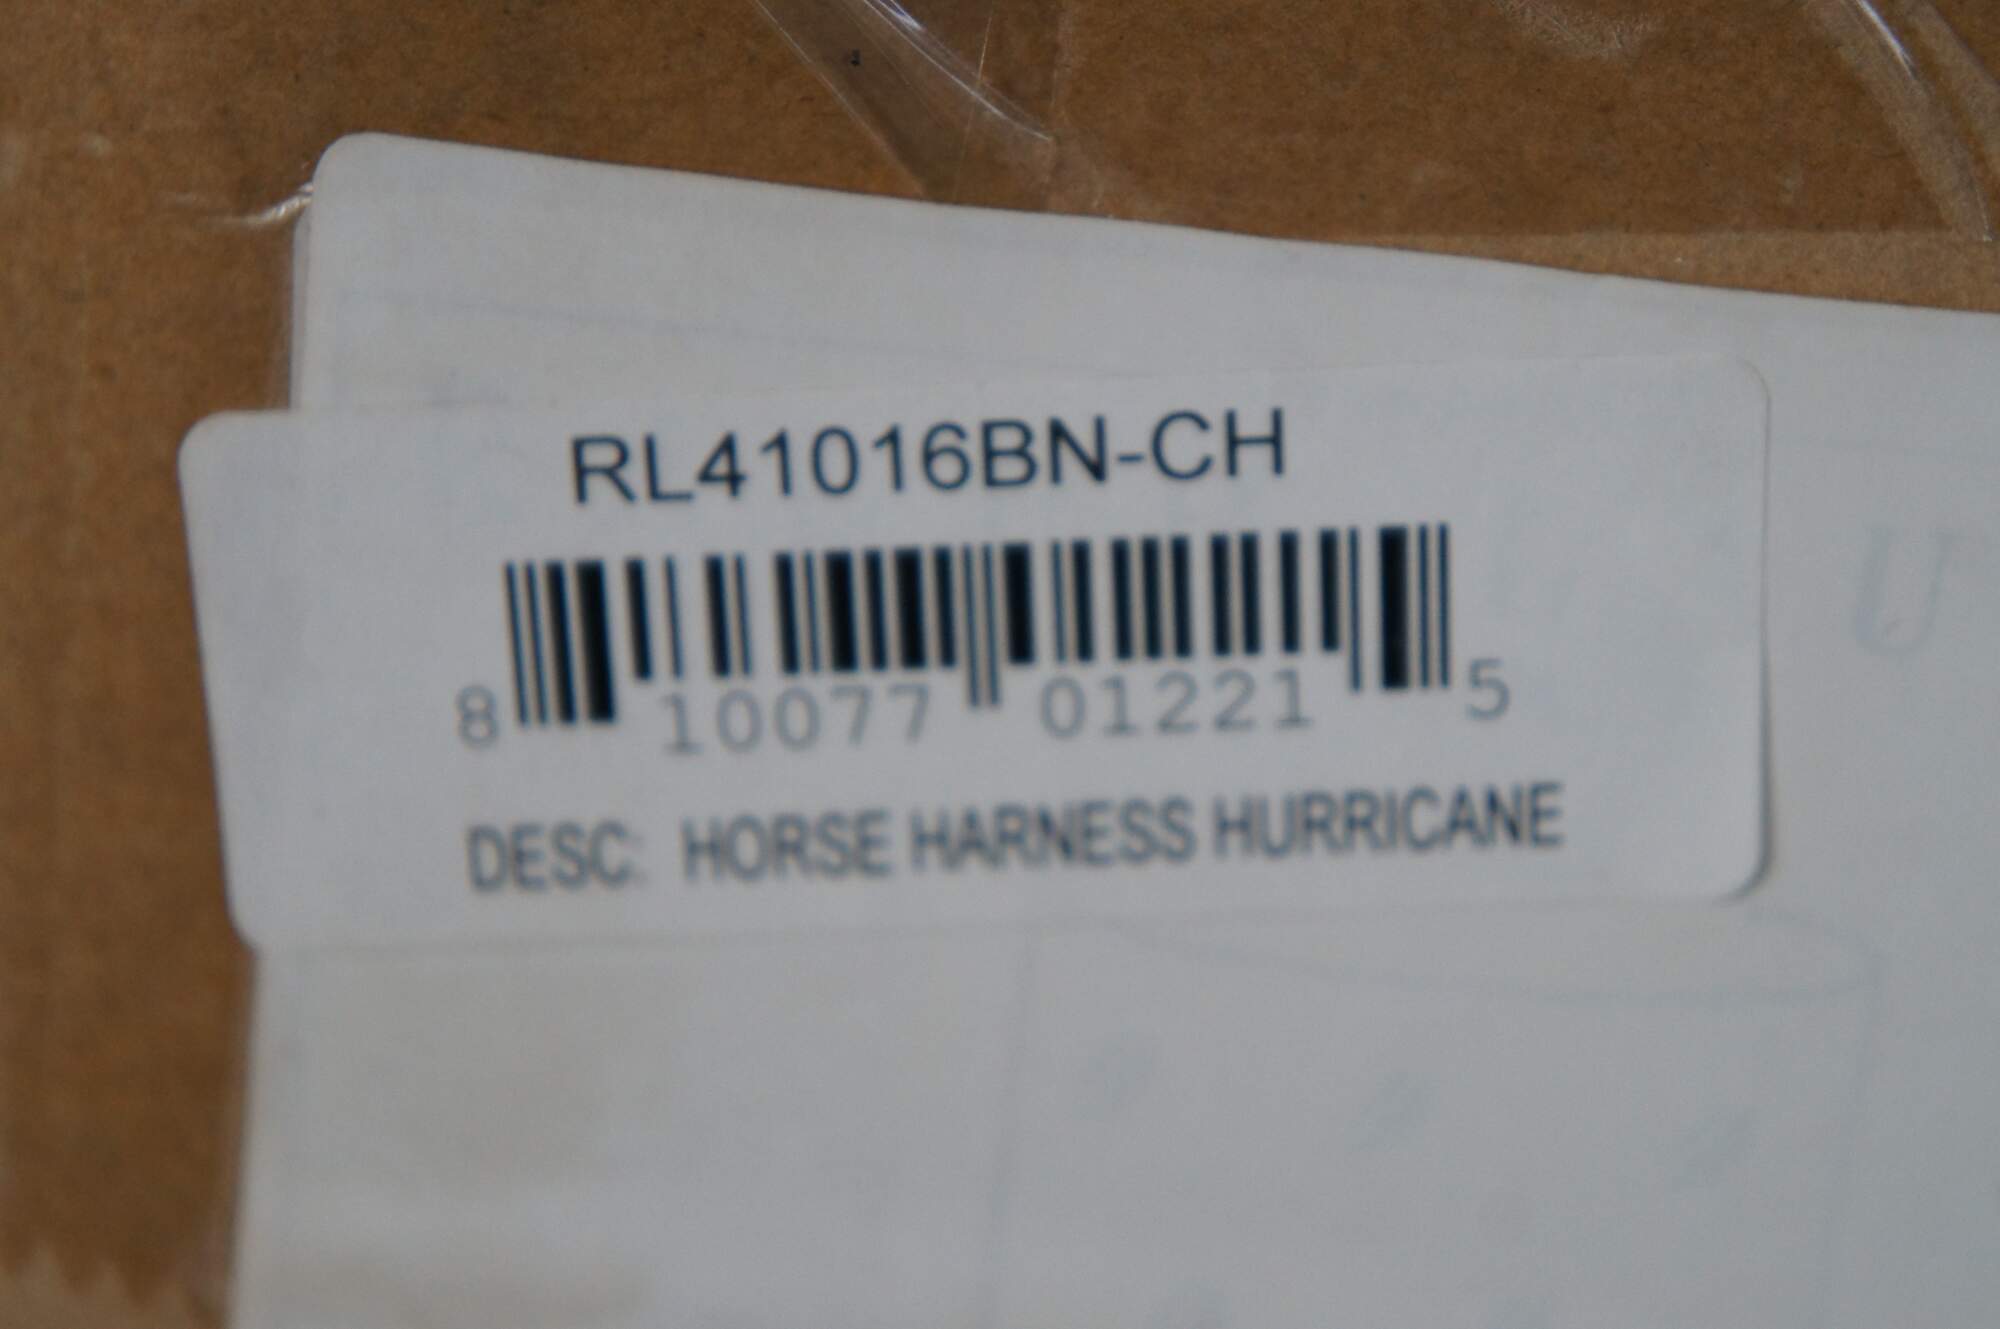 RL41016BN-CH
8 10077 01221 5
DESC: HORSE HARNESS HURRICANE
U